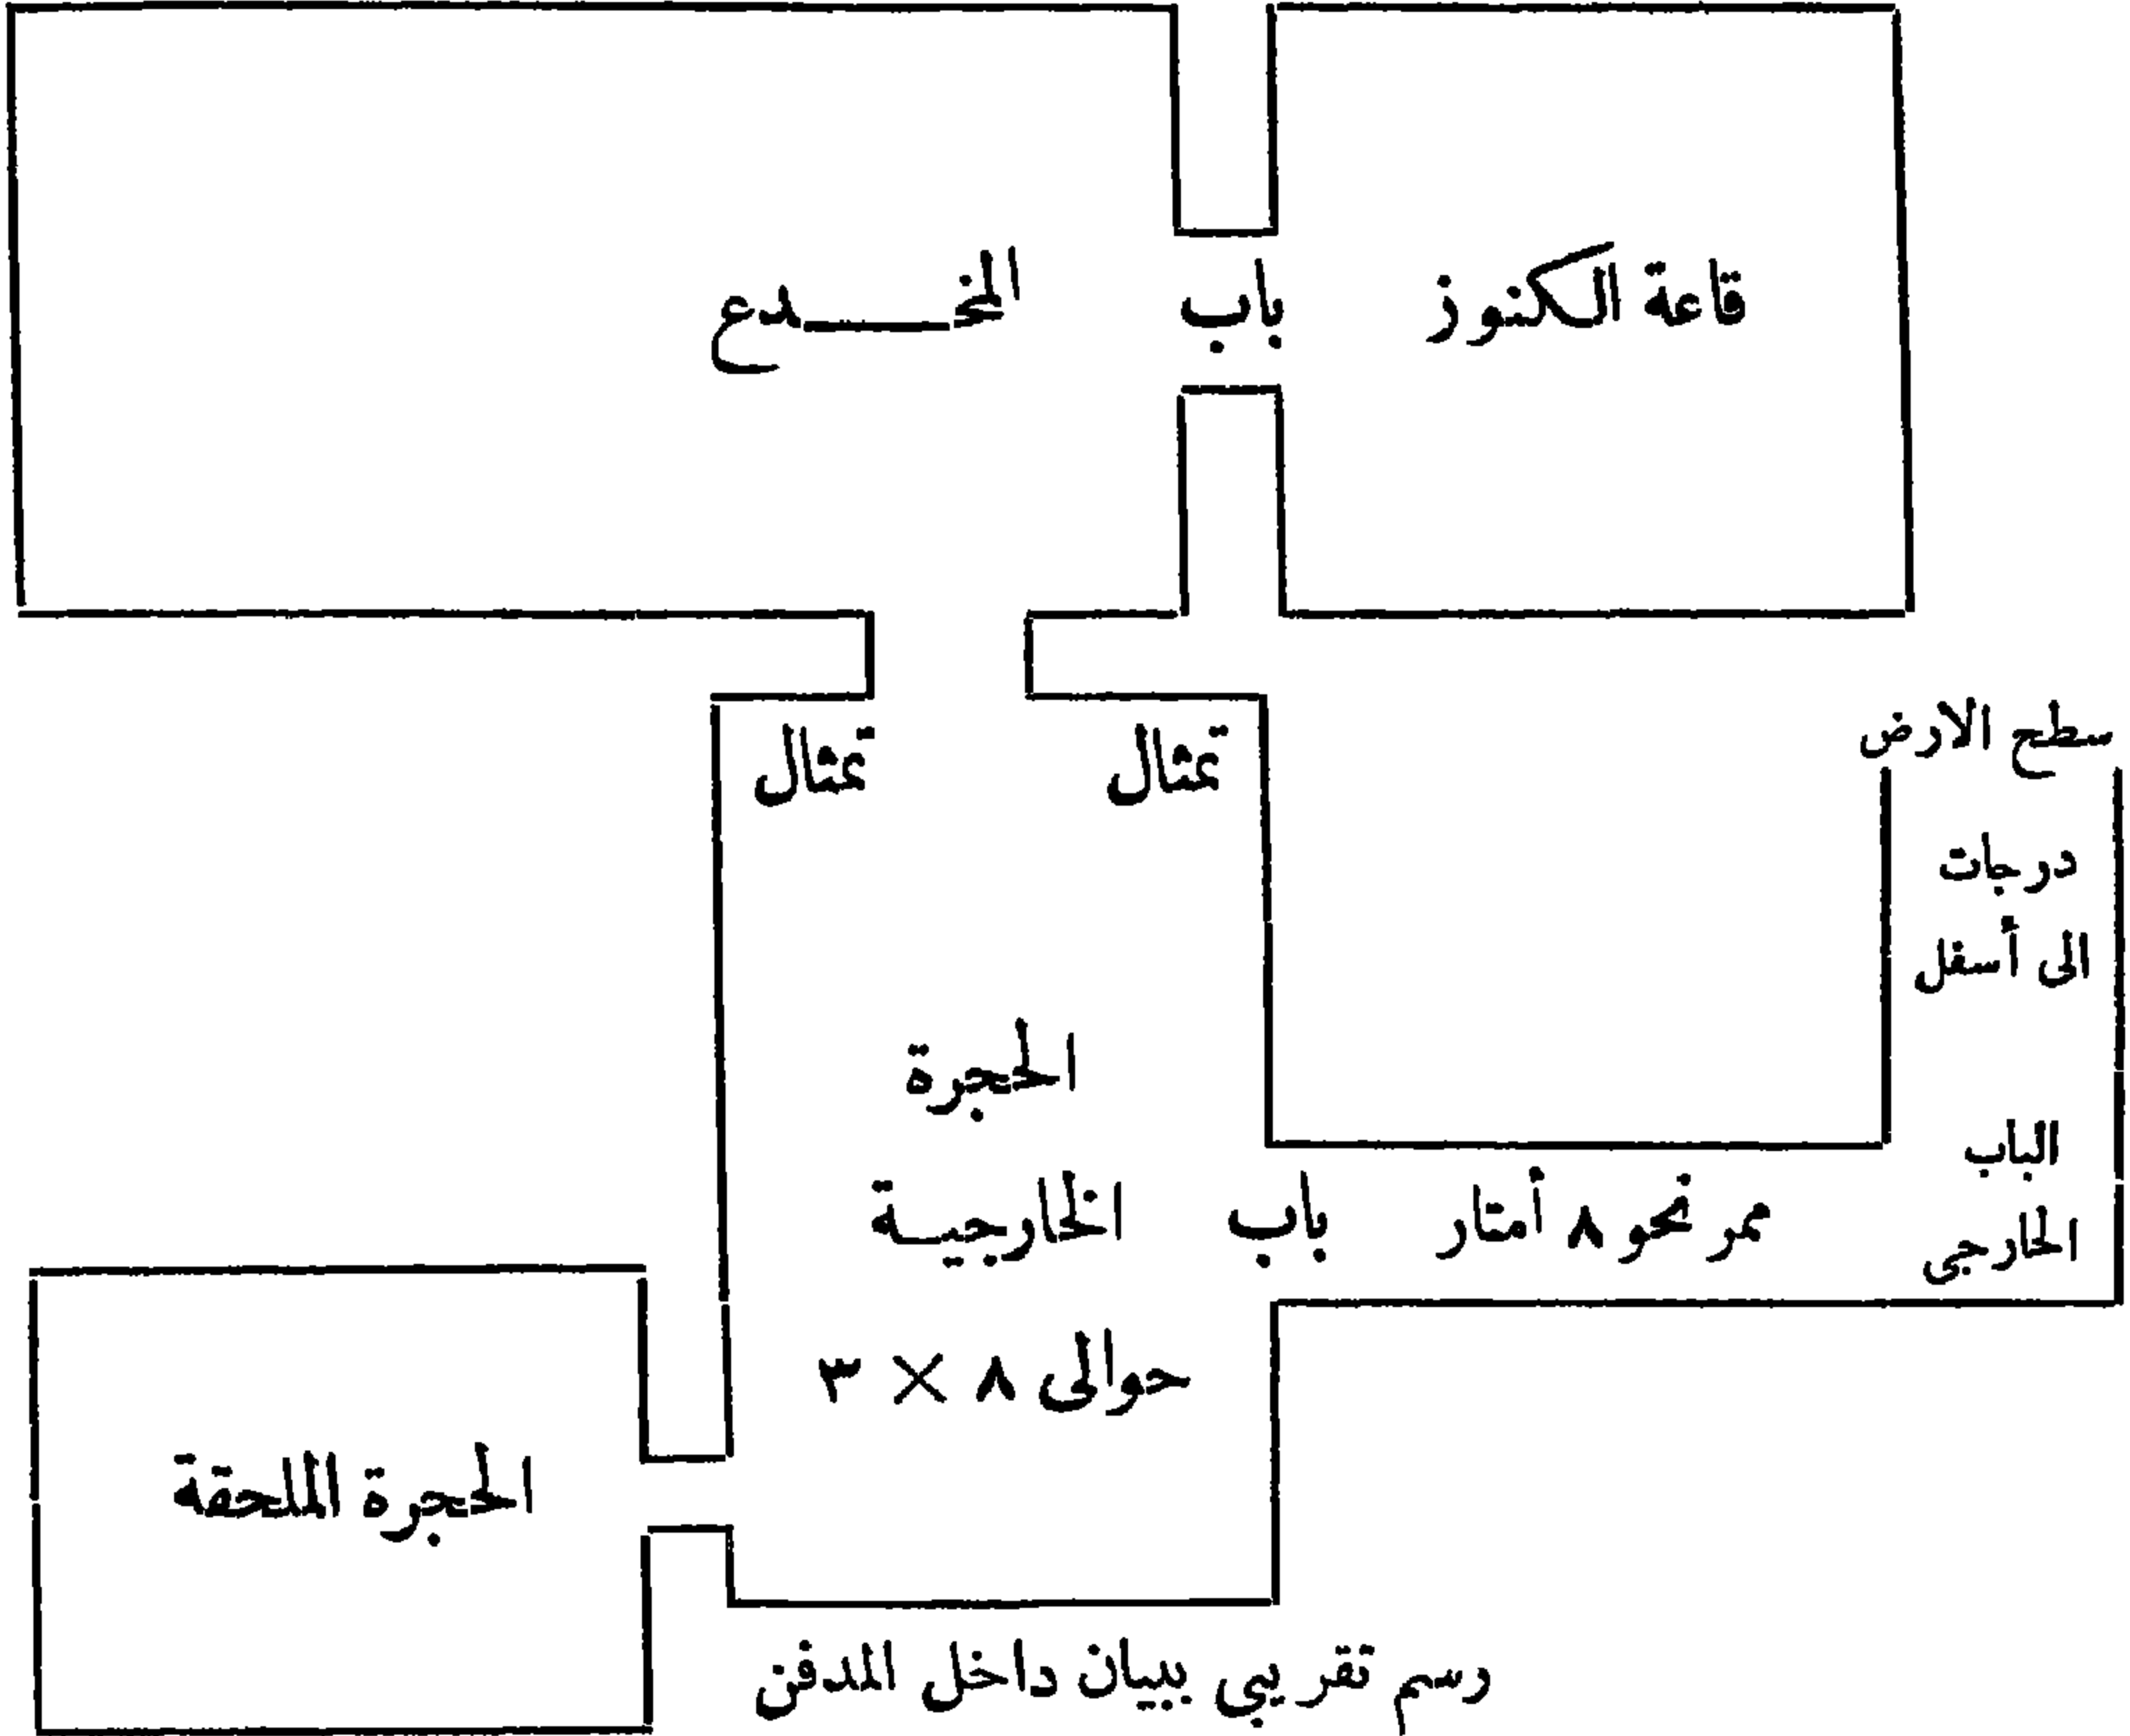 قاعة الكنوز
باب
المخـــدع
تمثال
تمثال
سطح الارض
درجات
الى أسفل
الباب
الخارجى
ممر نحو ٨ أمتار
باب
الحجرة
الخارجيـة
حوالى ٨ × ٣
الحجرة الملحقة
رسم تقريبي ببيان داخل المدفن